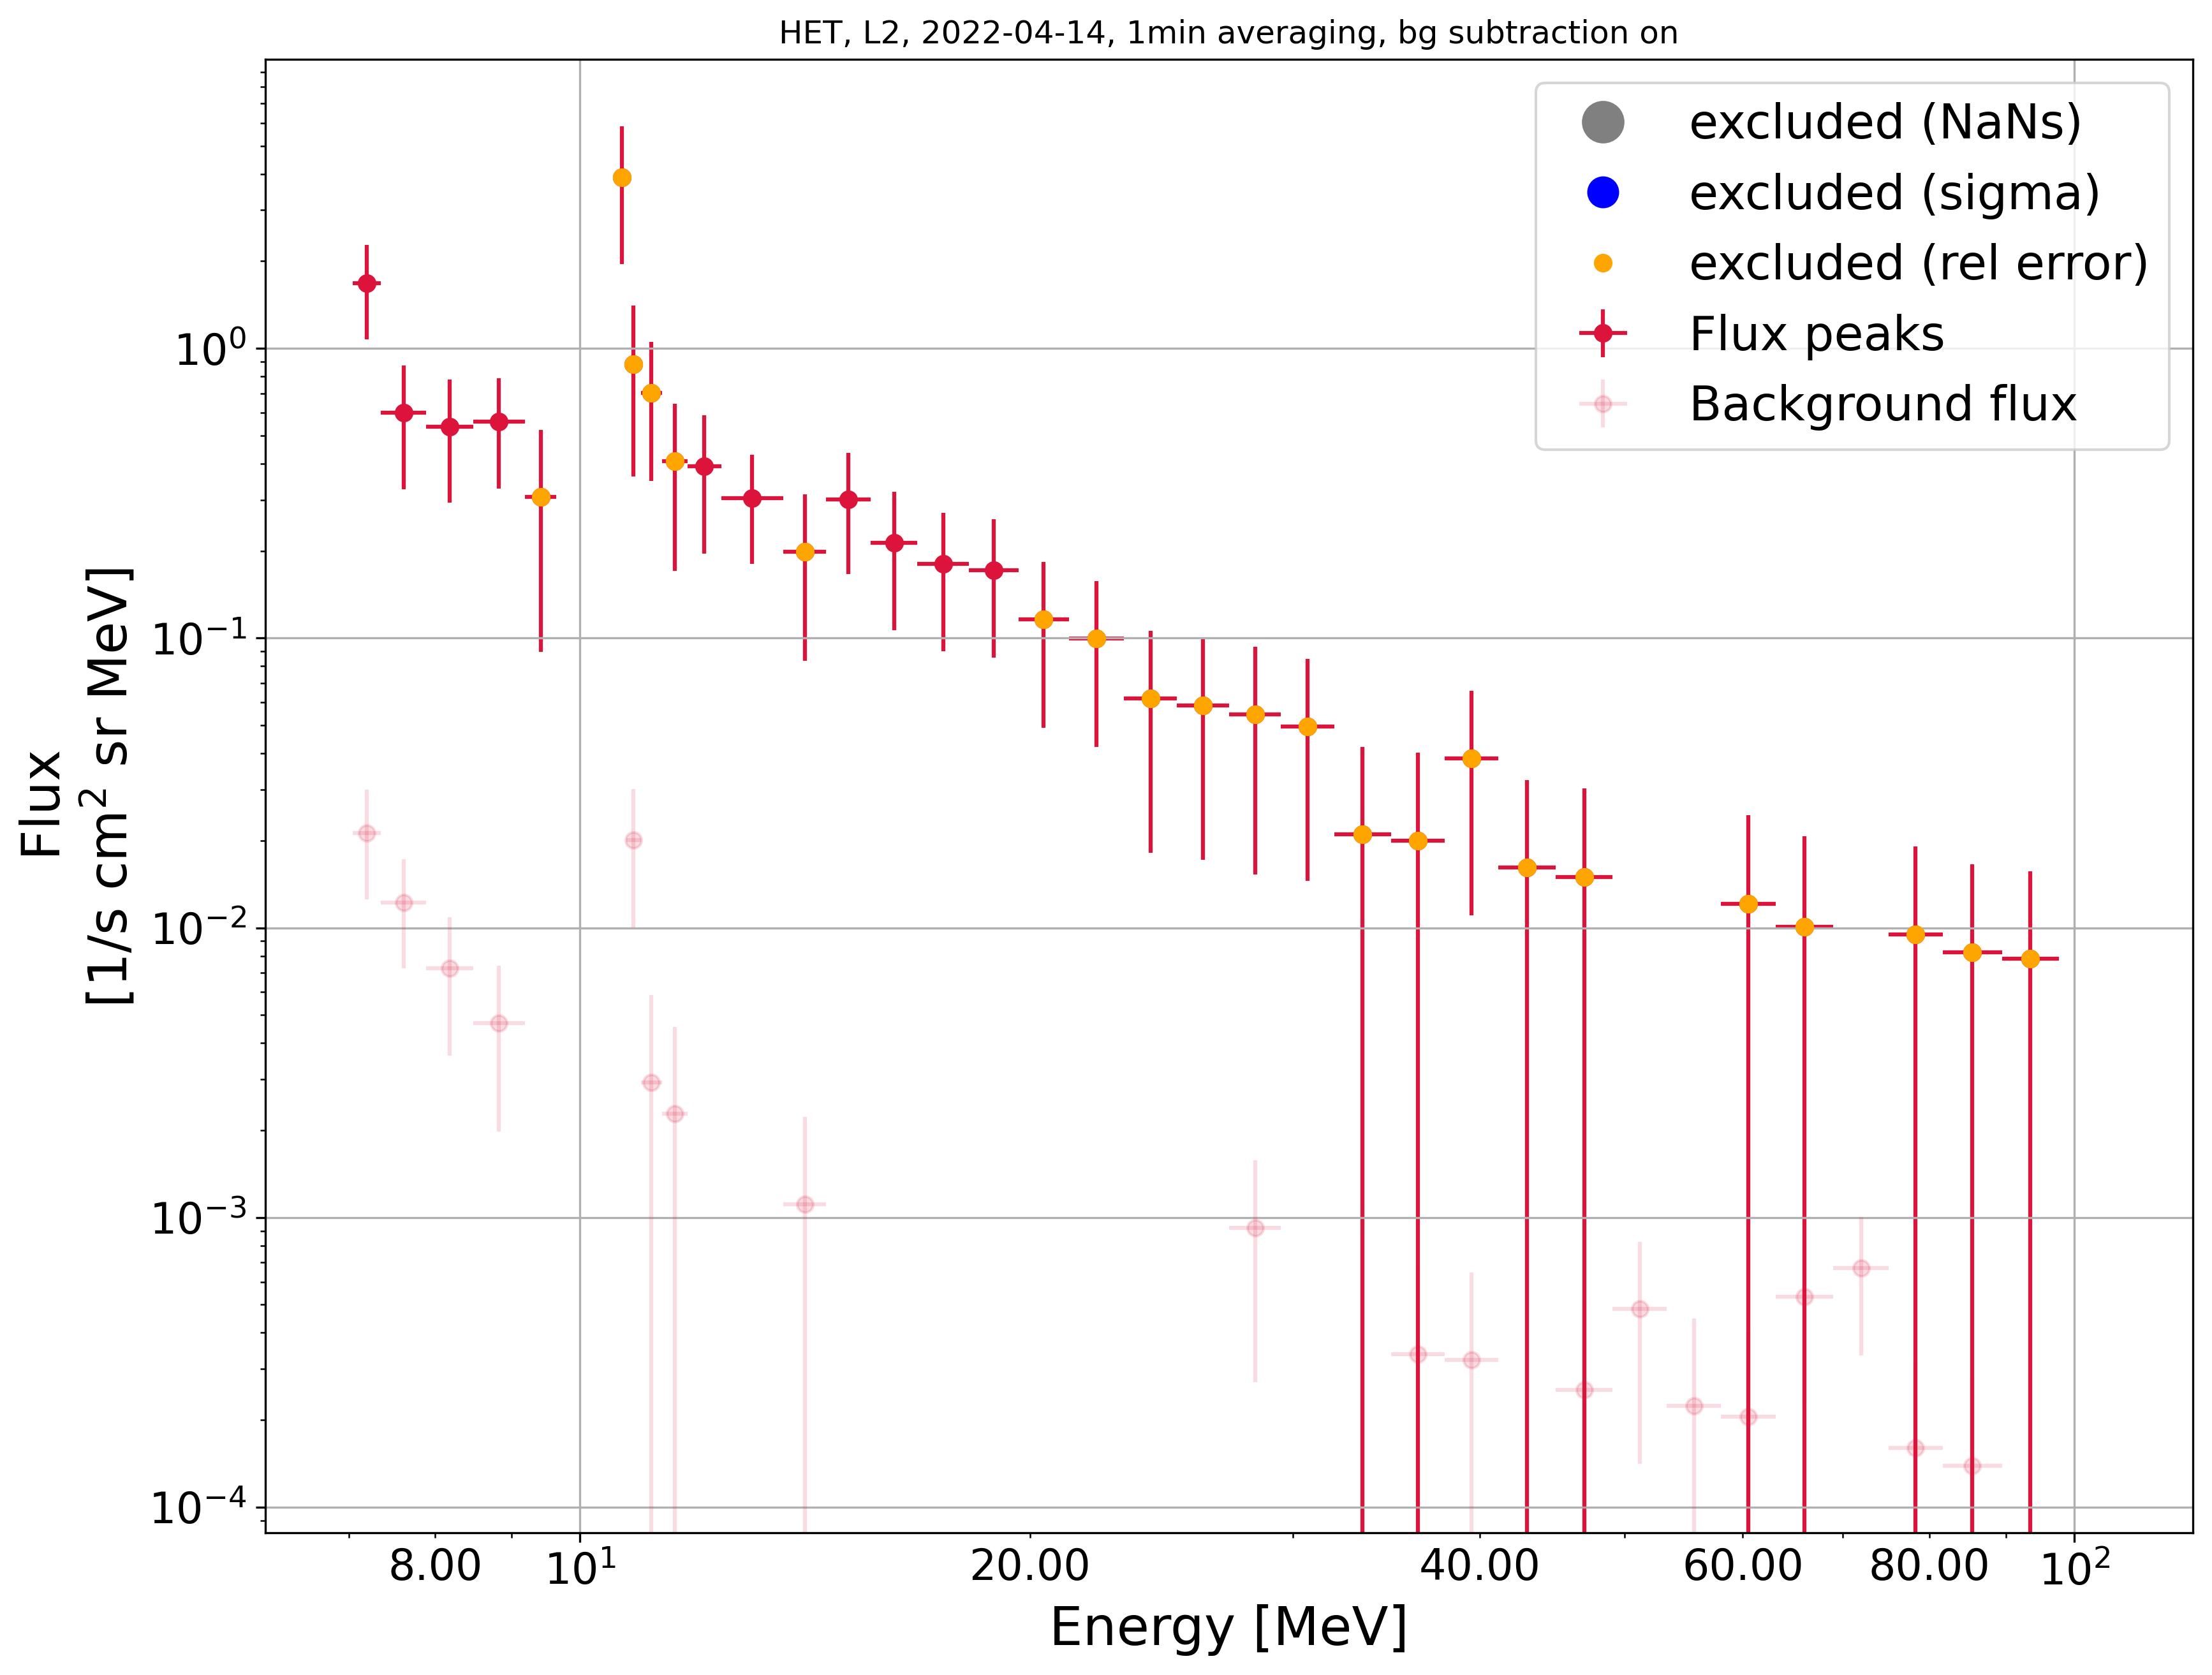 HET, L2, 2022-04-14, 1min averaging, bg subtraction on
excluded (NaNs)
excluded (sigma)
excluded (rel error)
Flux peaks
Background flux
Flux
[1/s cm² sr MeV]
10⁰
10⁻¹
10⁻²
10⁻³
10⁻⁴
8.00 10¹ 20.00 40.00 60.00 80.00 10²
Energy [MeV]